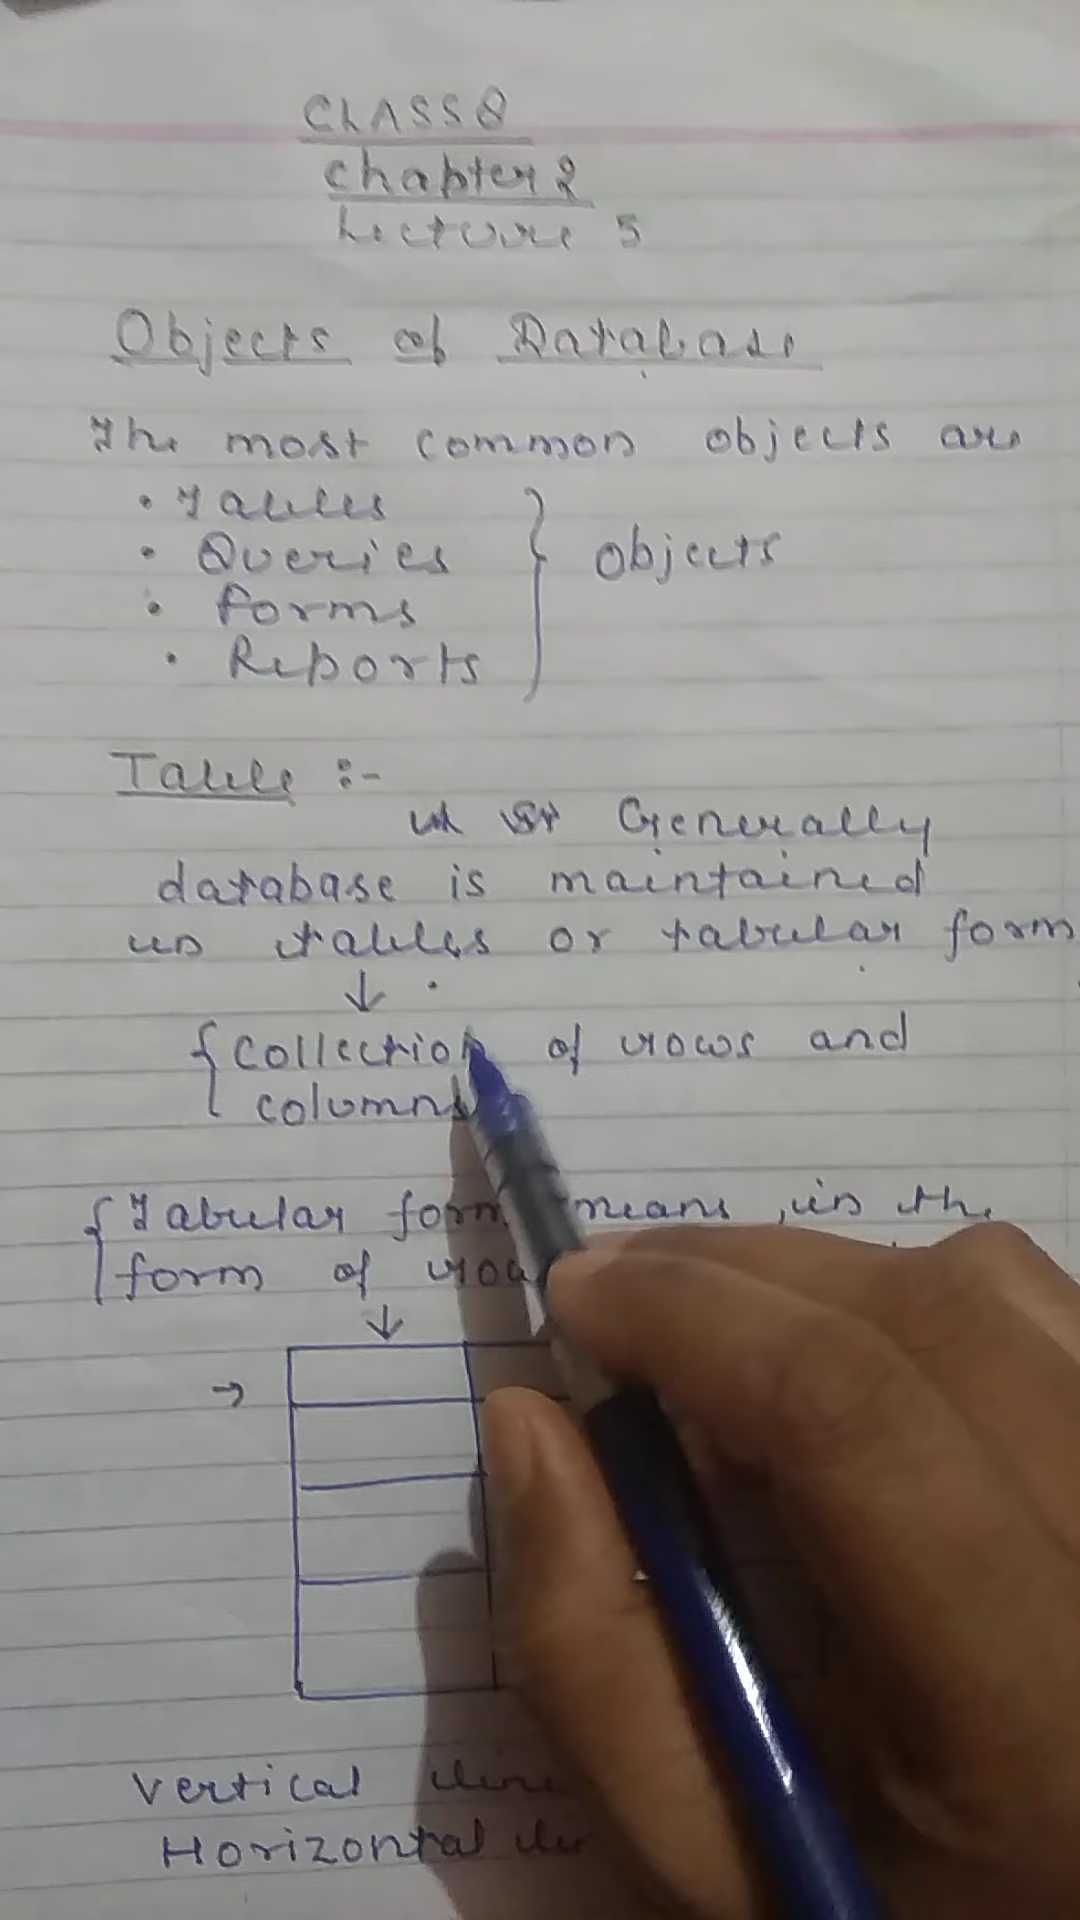 CLASS 8
Chapter 2
Lecture 5
Objects of Database
The most common objects are
• Tables
• Queries
• Forms
• Reports
} objects
Table :-
Generally
database is maintained
in tables or tabular form
↓ .
{ collection of rows and
columns
{ Tabular form means, in the
form of
↓
→
Vertical
Horizontal